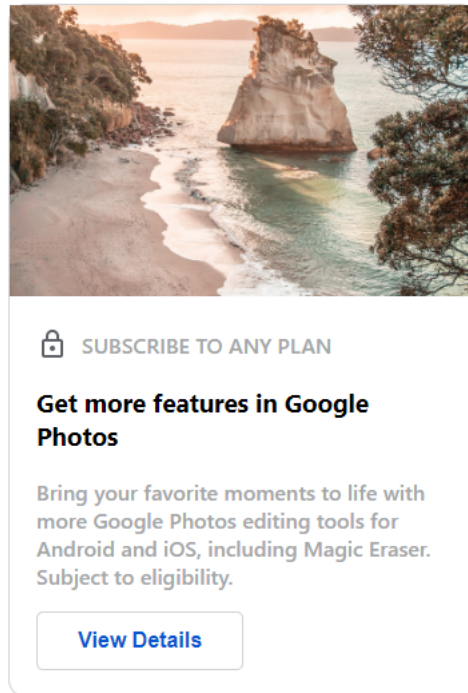 SUBSCRIBE TO ANY PLAN
Get more features in Google
Photos
Bring your favorite moments to life with
more Google Photos editing tools for
Android and iOS, including Magic Eraser.
Subject to eligibility.
View Details